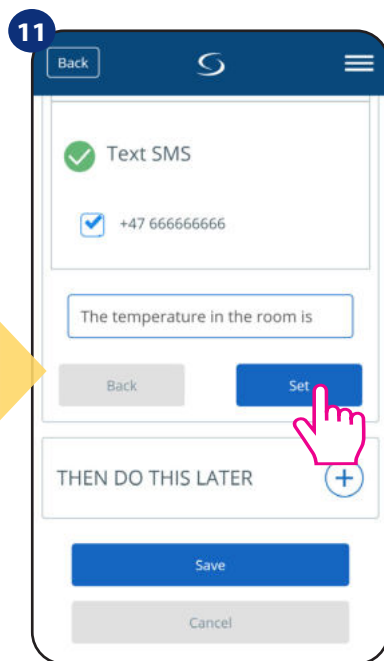 11
Back
Text SMS
+47 666666666
The temperature in the room is
Back Set
THEN DO THIS LATER
Save
Cancel